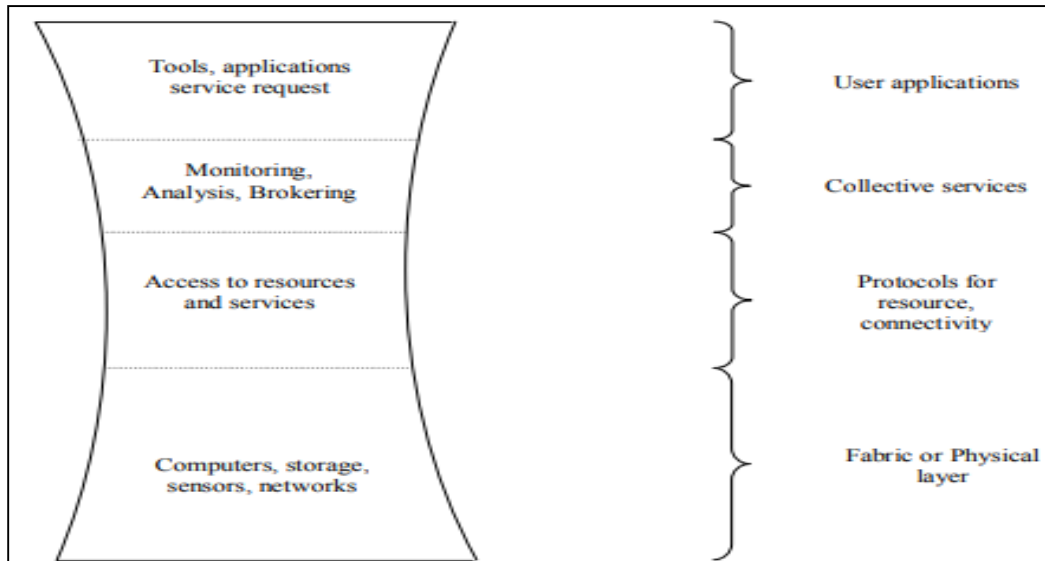 Tools, applications
service request
User applications
Monitoring,
Analysis, Brokering
Collective services
Access to resources
and services
Protocols for
resource,
connectivity
Computers, storage,
sensors, networks
Fabric or Physical
layer